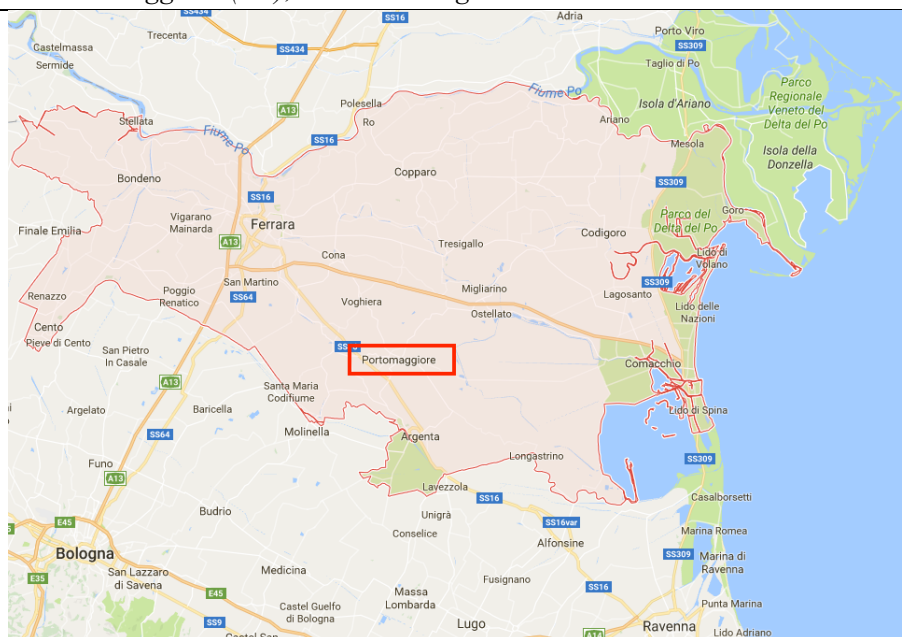 SS434
SS16
Adria
Trecenta
Porto Viro
Castelmassa
SS434
SS309
Sermide
Taglio di Po
Parco
Regionale
Veneto del
Delta del Po
Fiume Po
Polesella
Isola d'Ariano
A13
Stellata
Ro
Ariano
Fiume Po
SS16
Mesola
Isola della
Donzella
Copparo
Bondeno
SS309
SS16
Vigarano
Mainarda
Ferrara
Parco del
Delta del Po
Goro
Finale Emilia
A13
Codigoro
Tresigallo
Cona
Lido di
Volano
San Martino
SS309
Migliarino
Renazzo
Poggio
Renatico
SS64
Voghiera
Lagosanto
Lido delle
Nazioni
Ostellato
Cento
Pieve di Cento
San Pietro
In Casale
Portomaggiore
Comacchio
A13
Santa Maria
Codifiume
Argelato
Baricella
Lido di Spina
Molinella
SS64
Argenta
Funo
Longastrino
SS309
A13
Lavezzola
SS16
Casalborsetti
Budrio
Unigrà
E45
SS16var
Conselice
Marina Romea
Bologna
Alfonsine
SS309
Marina di
Ravenna
E35
San Lazzaro
di Savena
Medicina
Fusignano
E45
Massa
Lombarda
SS16
Castel Guelfo
di Bologna
Punta Marina
SS9
Lugo
Ravenna
A14
Lido Adriano